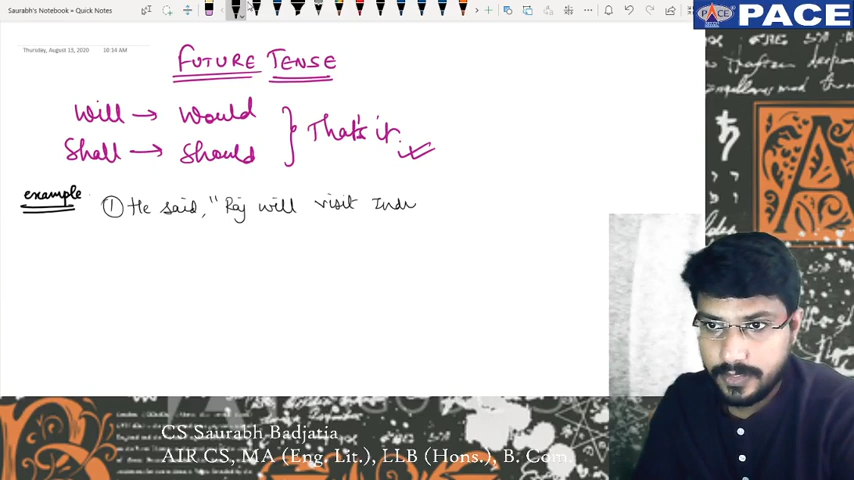 Saurabh's Notebook » Quick Notes
PACE
PACE
Thursday, August 13, 2020 10:14 AM
FUTURE TENSE
Will → Would
Shall → Should
} That's it.
example
① He said, "Raj will visit Indr
A
CS Saurabh Badjatia
AIR CS, MA (Eng. Lit.), LLB (Hons.), B. Com.